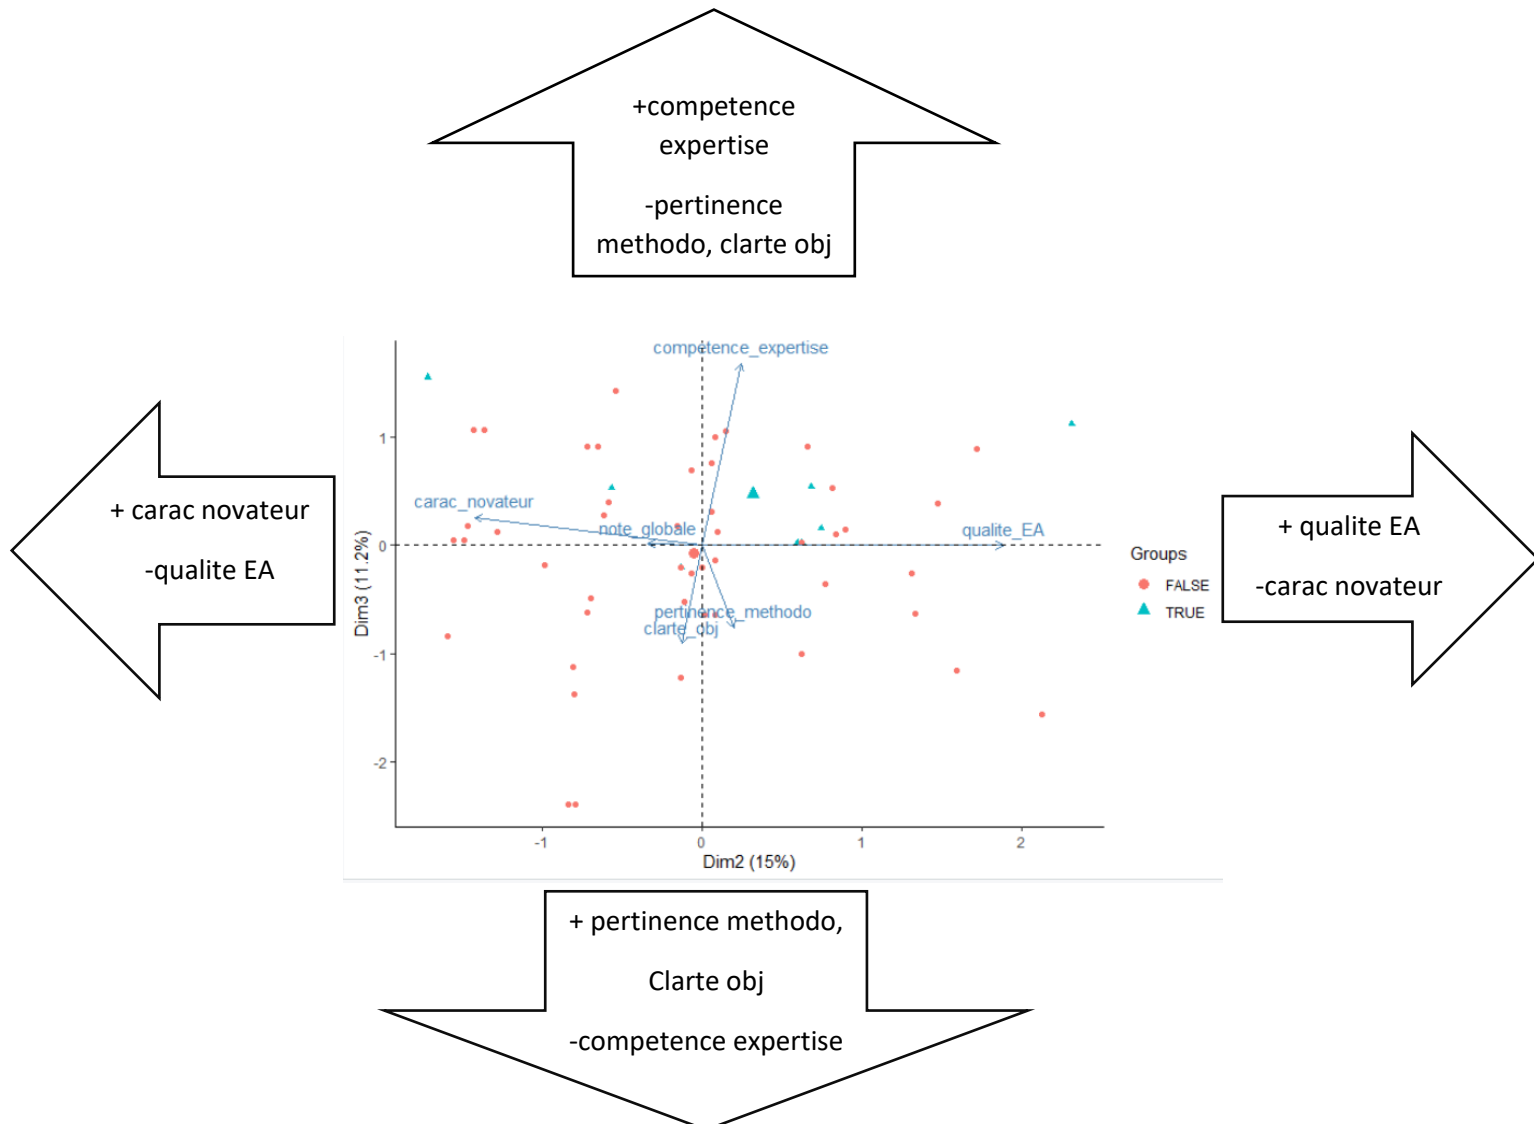 +competence
expertise
-pertinence
methodo, clarte obj
+ carac novateur
-qualite EA
competence_expertise
carac_novateur
note_globale
qualite_EA
pertinence_methodo
clarte_obj
1
0
-1
-2
Dim3 (11.2%)
-1
0
1
2
Dim2 (15%)
Groups
FALSE
TRUE
+ qualite EA
-carac novateur
+ pertinence methodo,
Clarte obj
-competence expertise